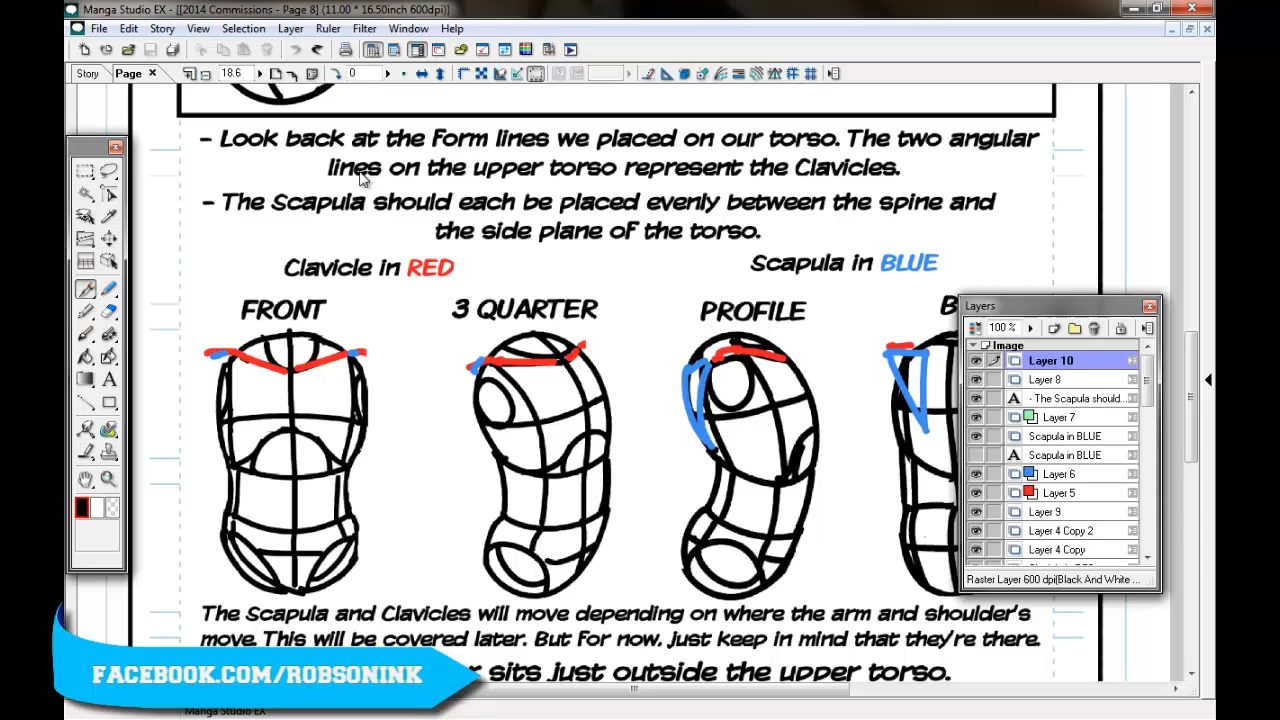 Manga Studio EX - [[2014 Commissions - Page 8] (11.00 * 16.50inch 600dpi)]
File Edit Story View Selection Layer Ruler Filter Window Help
Story Page 18.6 0
- Look back at the Form lines we placed on our torso. The two angular
lines on the upper torso represent the Clavicles.
- The Scapula should each be placed evenly between the spine and
the side plane of the torso.
Clavicle in RED
Scapula in BLUE
FRONT
3 QUARTER
PROFILE
B
Layers
100 %
Image
Layer 10
Layer 8
A - The Scapula should...
Layer 7
Scapula in BLUE
A Scapula in BLUE
Layer 6
Layer 5
Layer 9
Layer 4 Copy 2
Layer 4 Copy
Raster Layer 600 dpi(Black And White ...
The Scapula and Clavicles will move depending on where the arm and shoulder's
move. This will be covered later. But For now, just keep in mind that they're there.
sits just outside the upper torso.
FACEBOOK.COM/ROBSONINK
Manga Studio EX